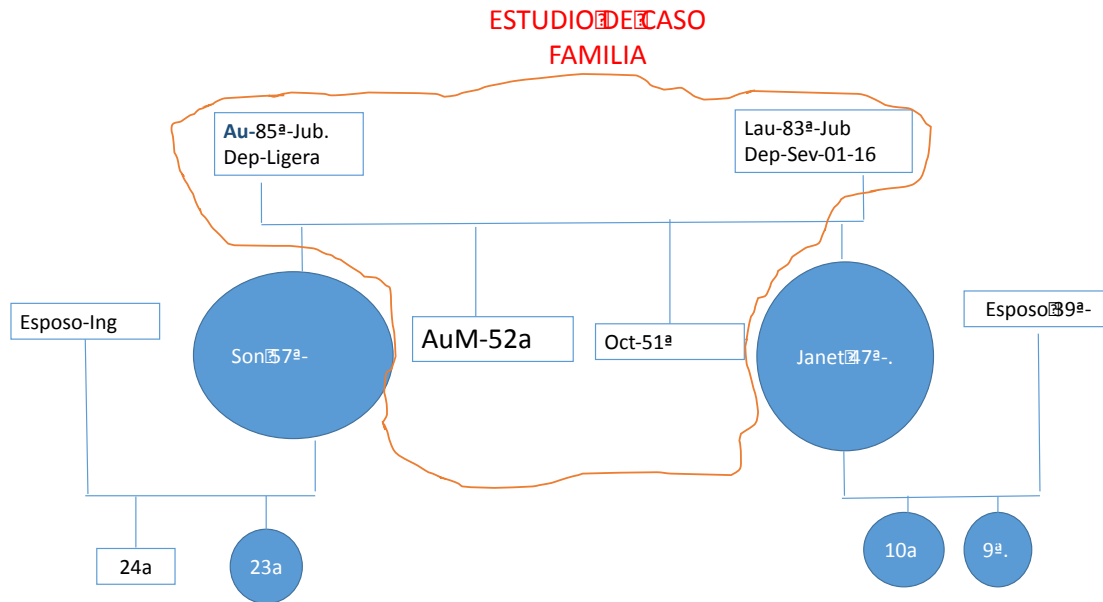 ESTUDIO DE CASO
FAMILIA
Au-85ª-Jub.
Dep-Ligera
Lau-83ª-Jub
Dep-Sev-01-16
Esposo-Ing
Son 57ª-
AuM-52a
Oct-51ª
Janet 47ª-.
Esposo 39ª-
24a
23a
10a
9ª.